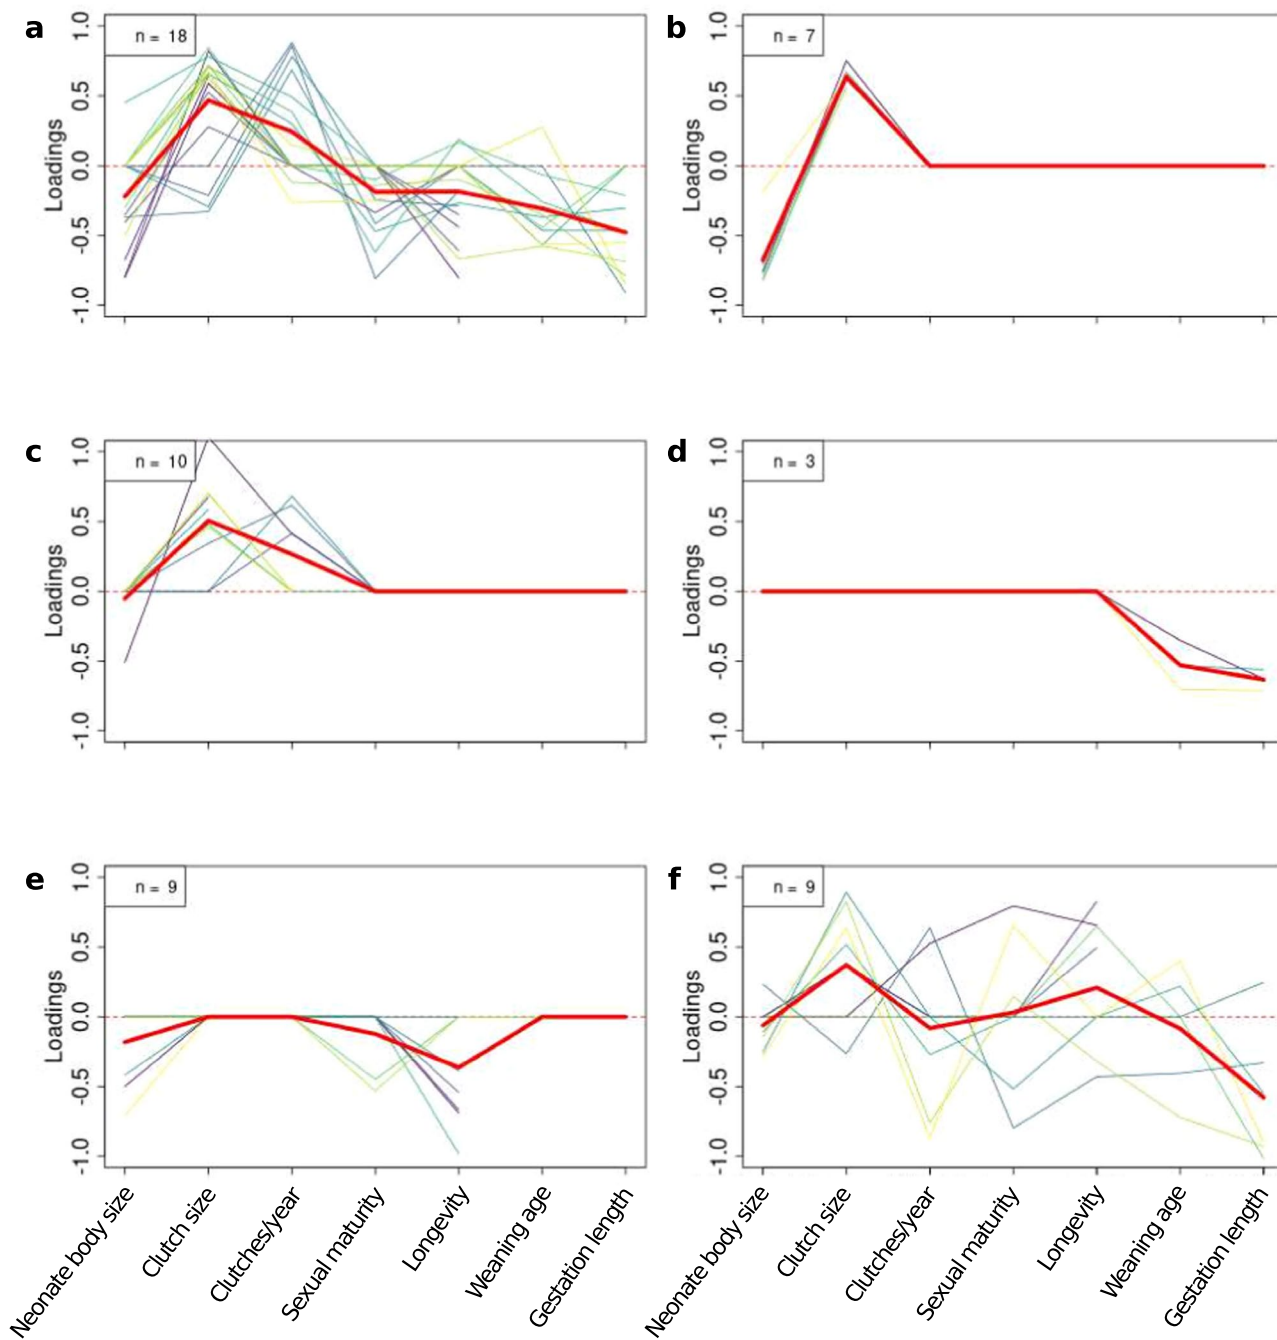 a
n = 18
1.0
0.5
0.0
-0.5
-1.0
Loadings
b
n = 7
1.0
0.5
0.0
-0.5
-1.0
Loadings
c
n = 10
1.0
0.5
0.0
-0.5
-1.0
Loadings
d
n = 3
1.0
0.5
0.0
-0.5
-1.0
Loadings
e
n = 9
1.0
0.5
0.0
-0.5
-1.0
Loadings
Neonate body size
Clutch size
Clutches/year
Sexual maturity
Longevity
Weaning age
Gestation length
f
n = 9
1.0
0.5
0.0
-0.5
-1.0
Loadings
Neonate body size
Clutch size
Clutches/year
Sexual maturity
Longevity
Weaning age
Gestation length